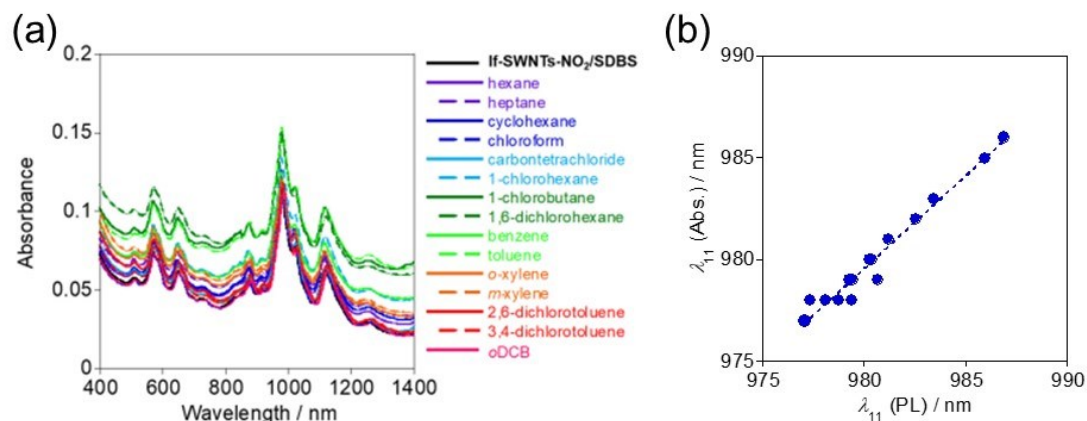 (a)
0.2
0.15
0.1
0.05
0
Absorbance
400 600 800 1000 1200 1400
Wavelength / nm
lf-SWNTs-NO₂/SDBS
hexane
heptane
cyclohexane
chloroform
carbontetrachloride
1-chlorohexane
1-chlorobutane
1,6-dichlorohexane
benzene
toluene
o-xylene
m-xylene
2,6-dichlorotoluene
3,4-dichlorotoluene
oDCB
(b)
990
985
980
975
λ₁₁ (Abs.) / nm
975 980 985 990
λ₁₁ (PL) / nm